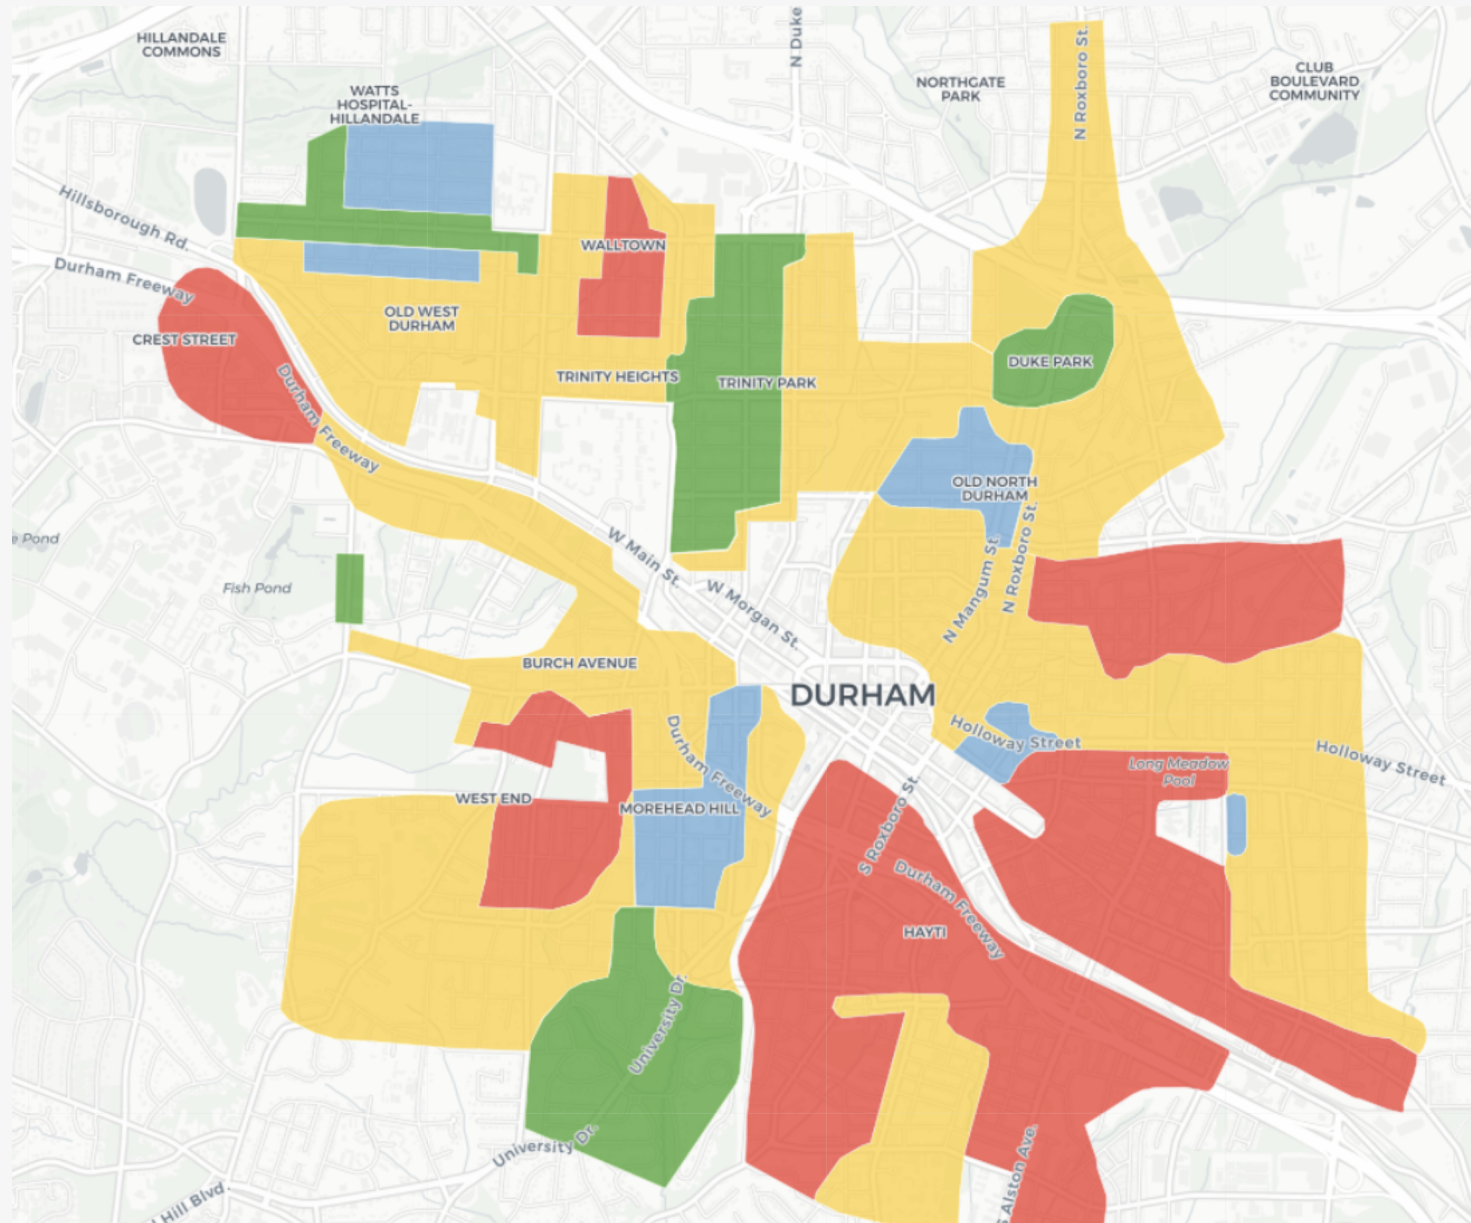 HILLANDALE
COMMONS
N Duke
N Roxboro St.
NORTHGATE
PARK
CLUB
BOULEVARD
COMMUNITY
WATTS
HOSPITAL-
HILLANDALE
Hillsborough Rd.
WALLTOWN
Durham Freeway
OLD WEST
DURHAM
CREST STREET
DUKE PARK
TRINITY HEIGHTS
TRINITY PARK
Durham Freeway
OLD NORTH
DURHAM
e Pond
Fish Pond
W Main St.
W Morgan St.
N Mangum St.
N Roxboro St.
BURCH AVENUE
DURHAM
Holloway Street
Holloway Street
Durham Freeway
Long Meadow
Pool
WEST END
MOREHEAD HILL
S Roxboro St.
Durham Freeway
HAYTI
University Dr.
University Dr.
S Alston Ave.
l Hill Blvd.